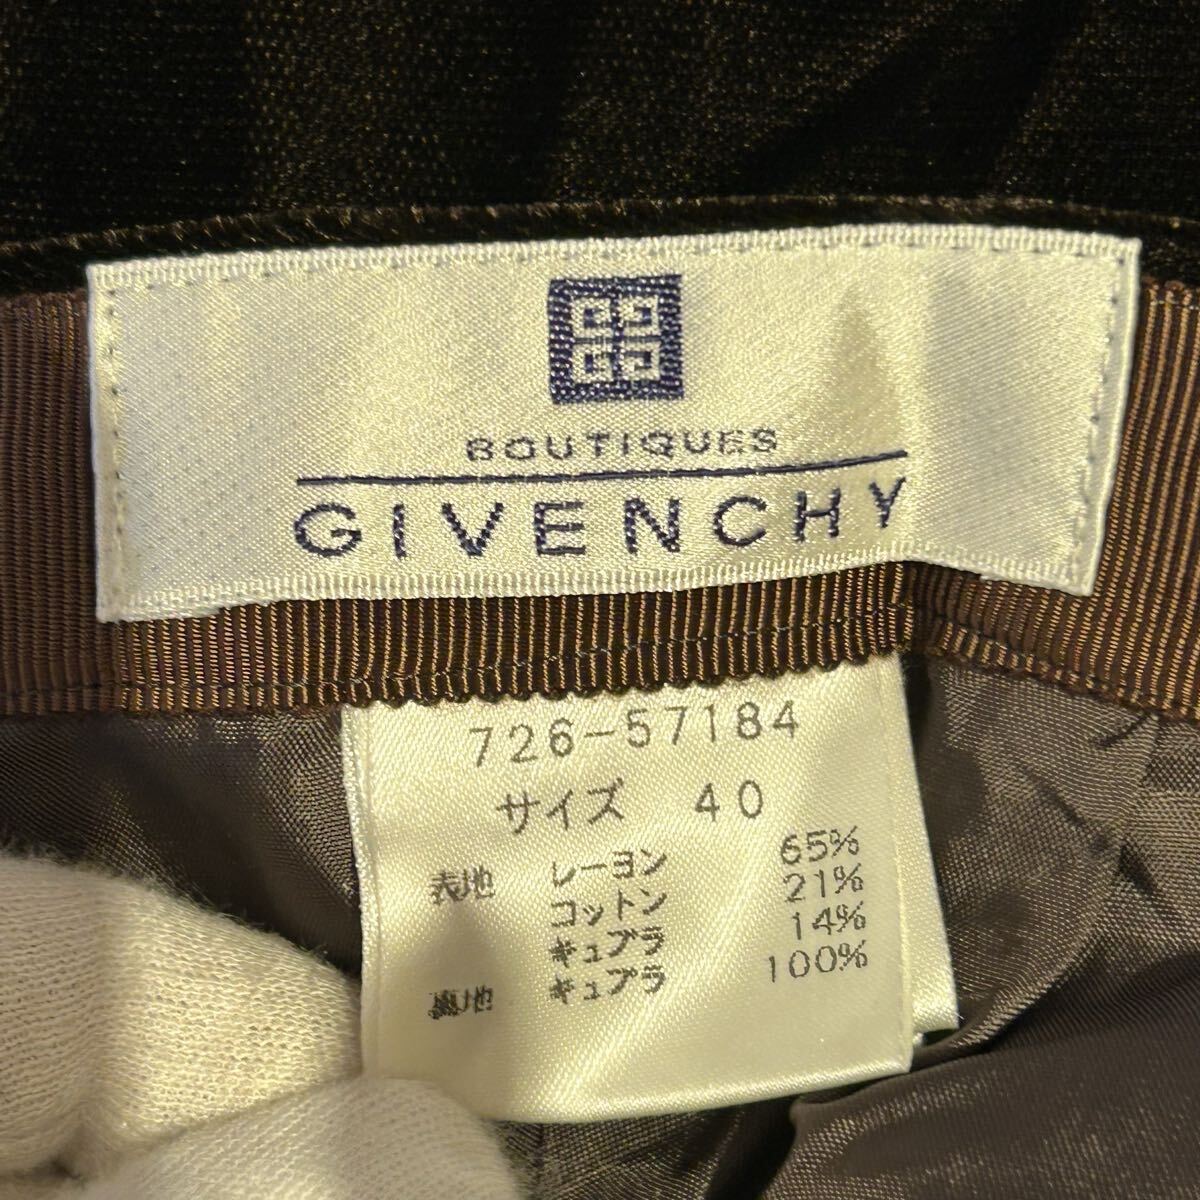 BOUTIQUES
GIVENCHY
726-57184
サイズ 40
表地 レーヨン 65%
コットン 21%
キュプラ 14%
裏地 キュプラ 100%